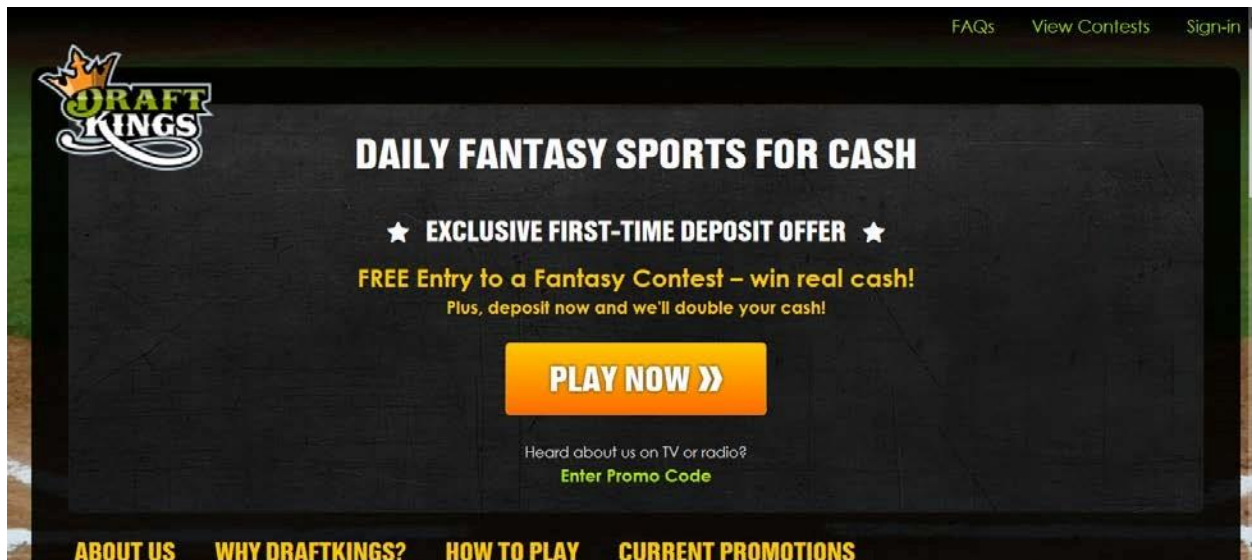 FAQs View Contests Sign-in
DRAFT
KINGS
DAILY FANTASY SPORTS FOR CASH
EXCLUSIVE FIRST-TIME DEPOSIT OFFER
FREE Entry to a Fantasy Contest – win real cash!
Plus, deposit now and we'll double your cash!
PLAY NOW »
Heard about us on TV or radio?
Enter Promo Code
ABOUT US WHY DRAFTKINGS? HOW TO PLAY CURRENT PROMOTIONS